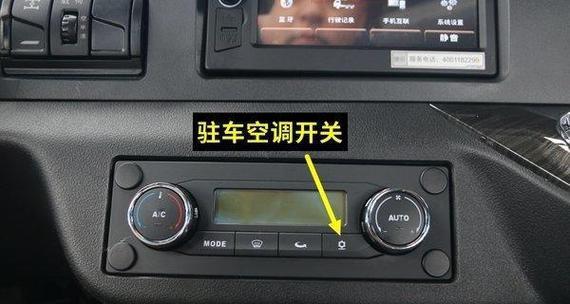 蓝牙 行驶记录 手机互联 系统设置
静音
服务电话：4001182299
驻车空调开关
A/C
AUTO
MODE